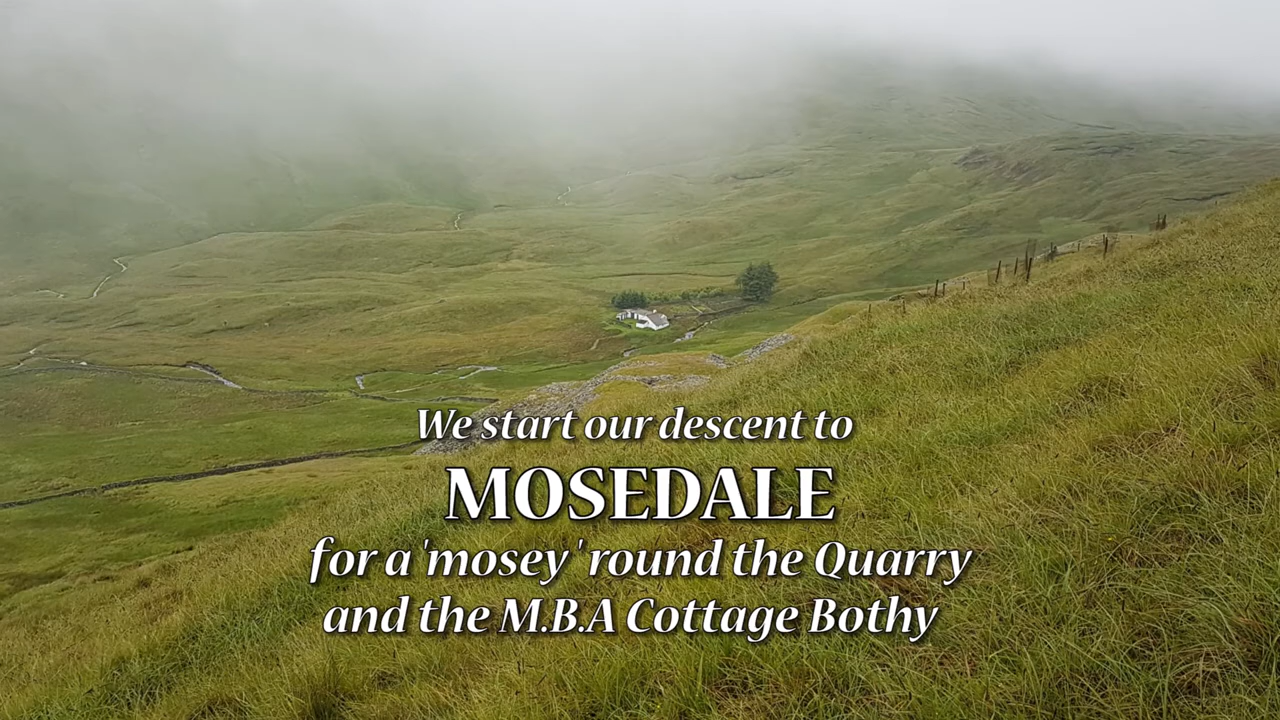 We start our descent to
MOSEDALE
for a 'mosey' round the Quarry
and the M.B.A Cottage Bothy